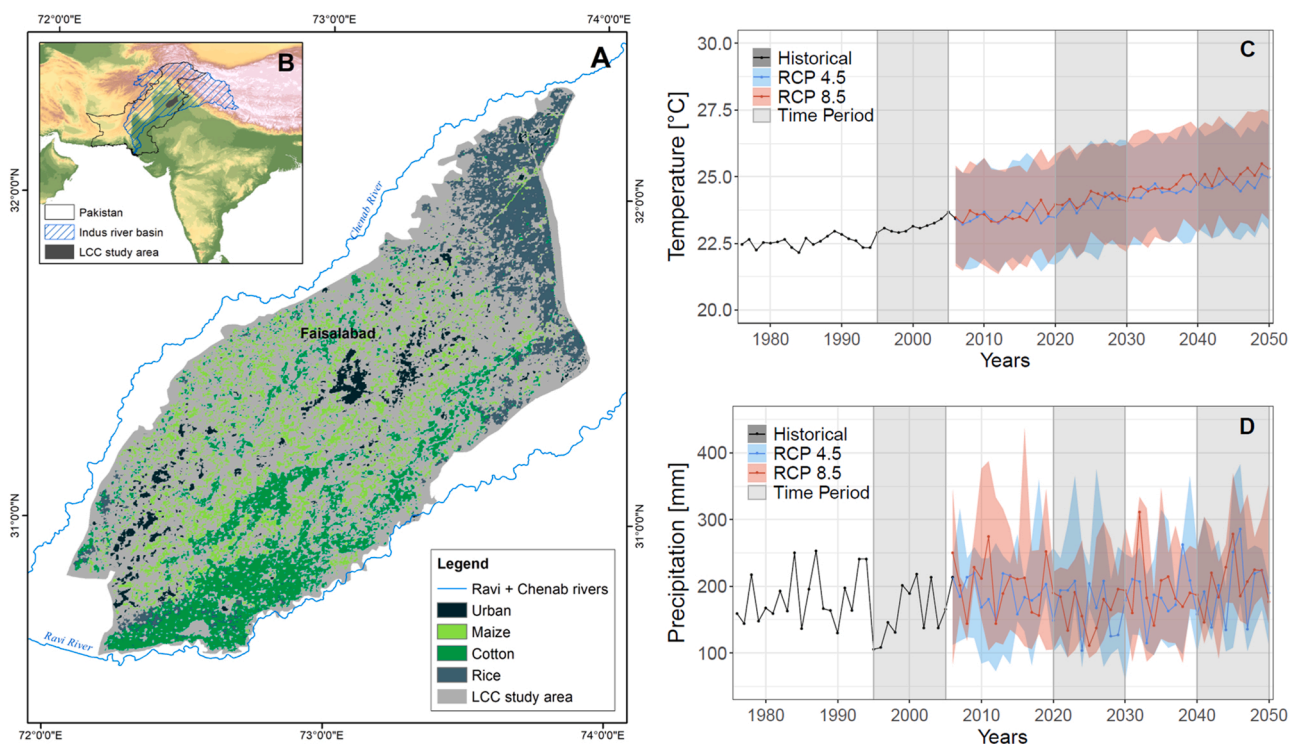 72°0'0"E
73°0'0"E
74°0'0"E
A
B
Pakistan
Indus river basin
LCC study area
32°0'0"N
31°0'0"N
32°0'0"N
31°0'0"N
Chenab River
Faisalabad
Ravi River
Legend
Ravi + Chenab rivers
Urban
Maize
Cotton
Rice
LCC study area
72°0'0"E
73°0'0"E
74°0'0"E
C
Historical
RCP 4.5
RCP 8.5
Time Period
Temperature [°C]
30.0
27.5
25.0
22.5
20.0
1980 1990 2000 2010 2020 2030 2040 2050
Years
D
Historical
RCP 4.5
RCP 8.5
Time Period
Precipitation [mm]
400
300
200
100
1980 1990 2000 2010 2020 2030 2040 2050
Years